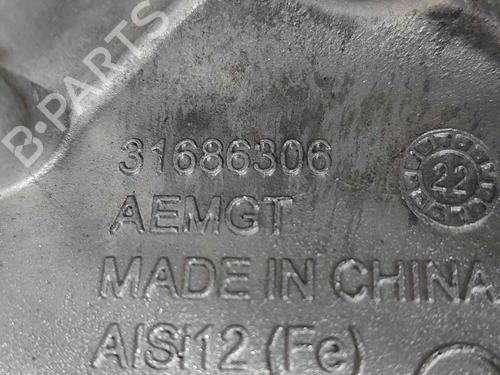 B-PARTS
31686306
22
AEMGT
MADE IN CHINA
AlSi12 (Fe)